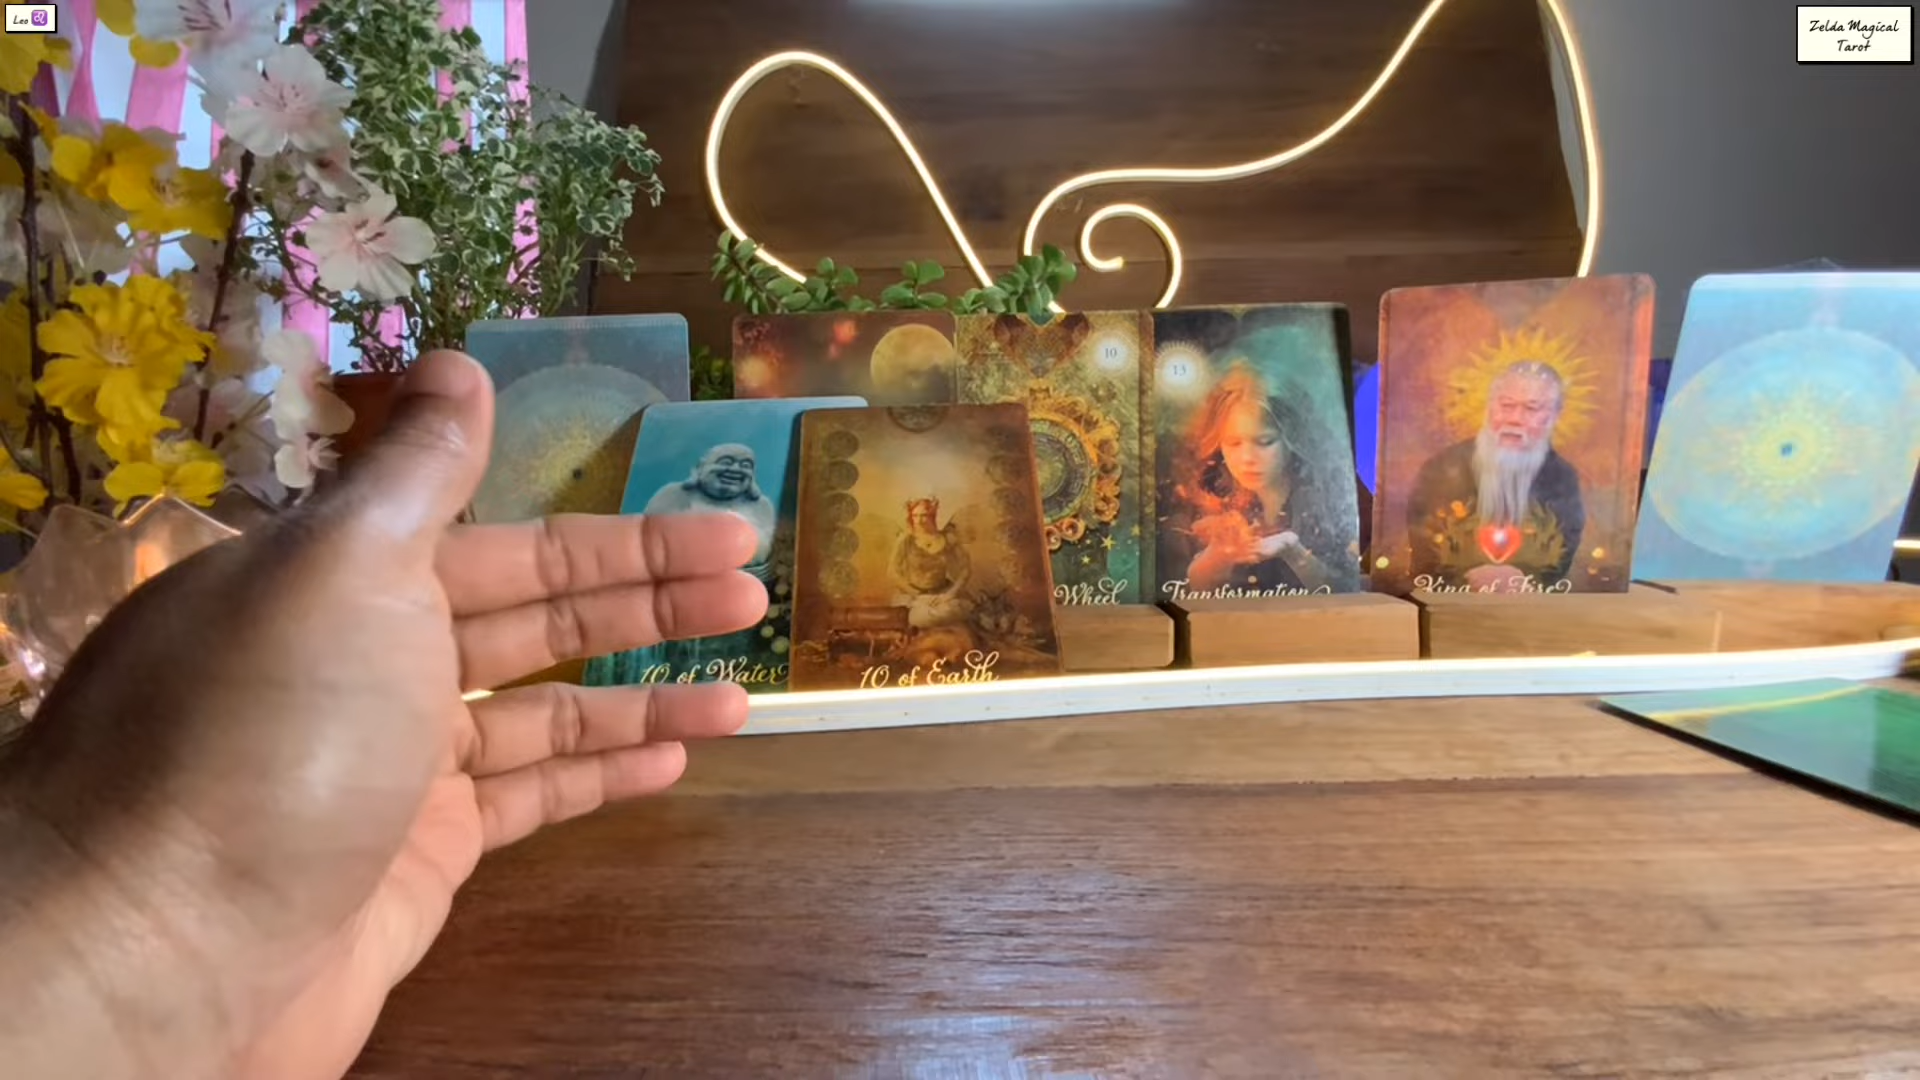 Leo ♌
Zelda Magical
Tarot
10
13
Wheel
Transformation
King of Fire
10 of Water
10 of Earth